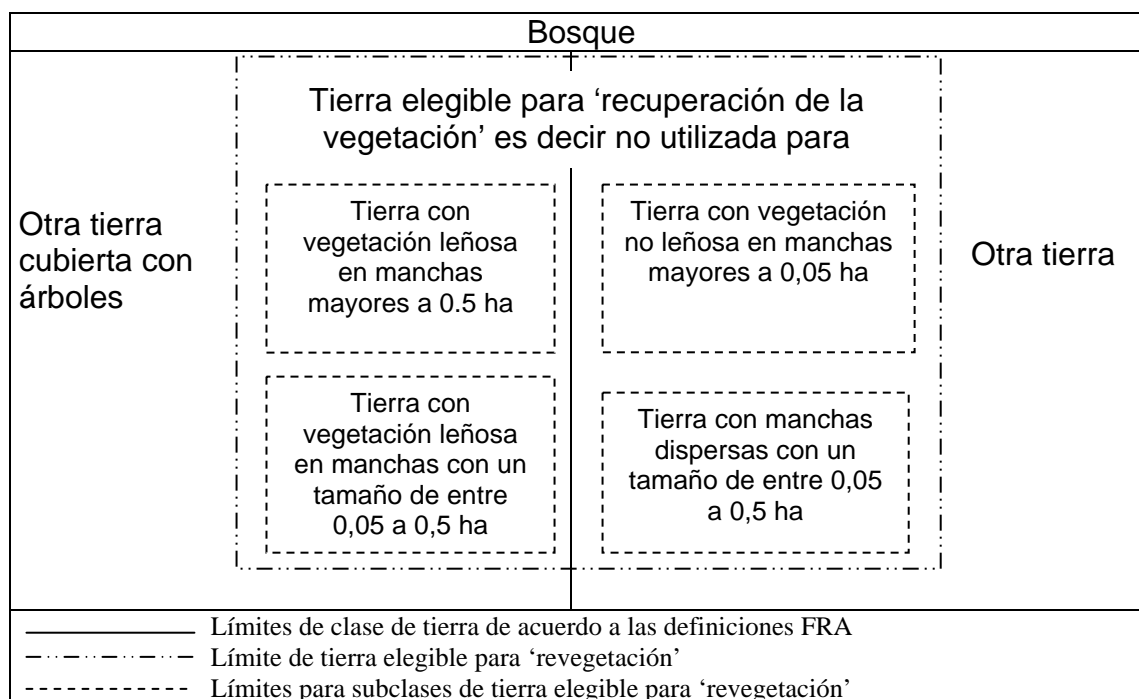 Bosque
Tierra elegible para ‘recuperación de la
vegetación’ es decir no utilizada para
Otra tierra
cubierta con
árboles
Tierra con
vegetación leñosa
en manchas
mayores a 0.5 ha
Tierra con vegetación
no leñosa en manchas
mayores a 0,05 ha
Otra tierra
Tierra con
vegetación leñosa
en manchas con un
tamaño de entre
0,05 a 0,5 ha
Tierra con manchas
dispersas con un
tamaño de entre 0,05
a 0,5 ha
Límites de clase de tierra de acuerdo a las definiciones FRA
Límite de tierra elegible para ‘revegetación’
Límites para subclases de tierra elegible para ‘revegetación’